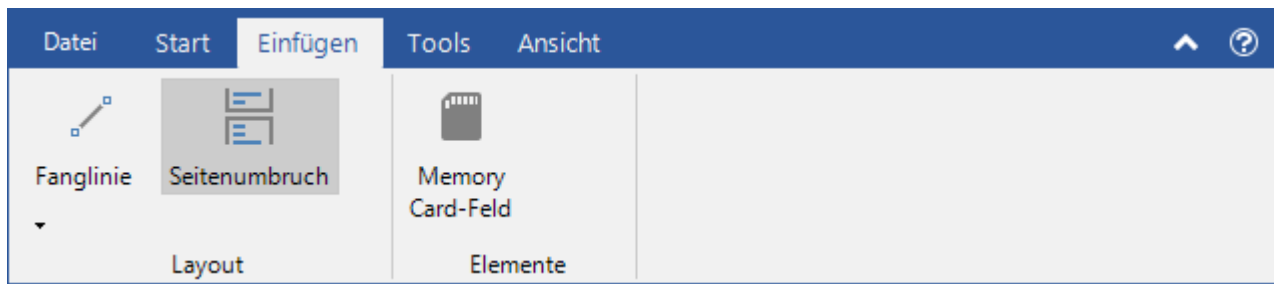 Datei Start Einfügen Tools Ansicht
Fanglinie Seitenumbruch Memory
Card-Feld
Layout Elemente